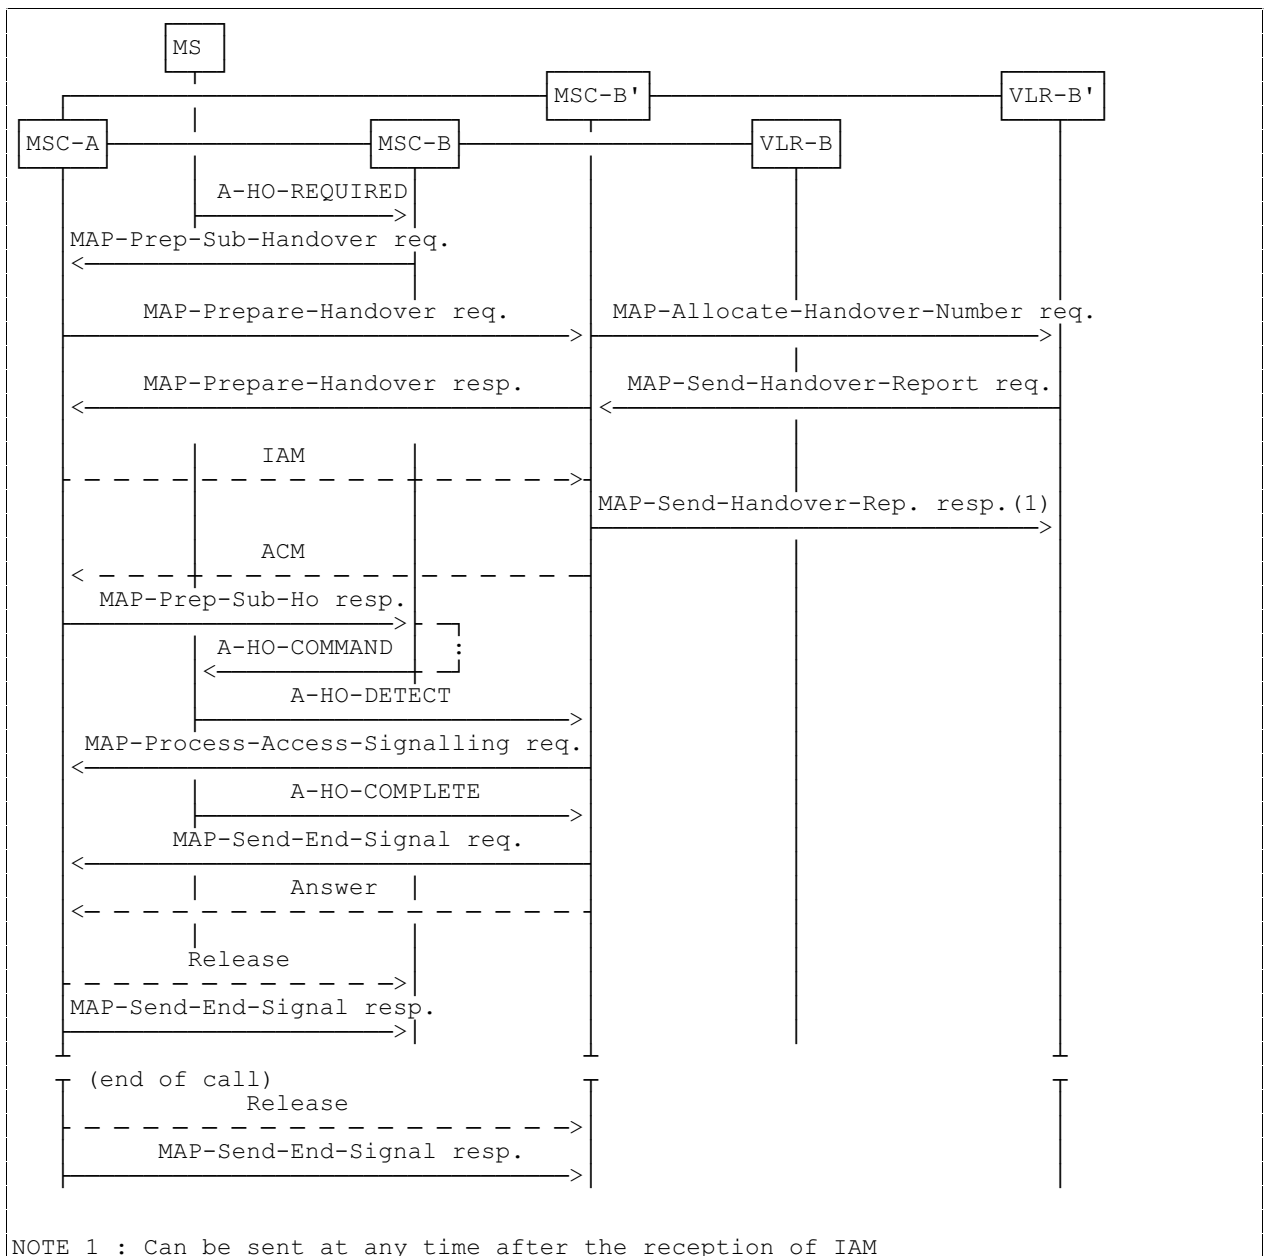 MS
MSC-B' VLR-B'
MSC-A MSC-B VLR-B
A-HO-REQUIRED
MAP-Prep-Sub-Handover req.
MAP-Prepare-Handover req. MAP-Allocate-Handover-Number req.
MAP-Prepare-Handover resp. MAP-Send-Handover-Report req.
IAM
MAP-Send-Handover-Rep. resp.(1)
ACM
MAP-Prep-Sub-Ho resp.
A-HO-COMMAND
A-HO-DETECT
MAP-Process-Access-Signalling req.
A-HO-COMPLETE
MAP-Send-End-Signal req.
Answer
Release
MAP-Send-End-Signal resp.
(end of call)
Release
MAP-Send-End-Signal resp.
NOTE 1 : Can be sent at any time after the reception of IAM